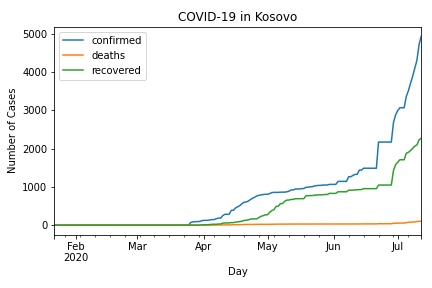 COVID-19 in Kosovo
confirmed
deaths
recovered
Number of Cases
5000
4000
3000
2000
1000
0
Feb Mar Apr May Jun Jul
2020
Day